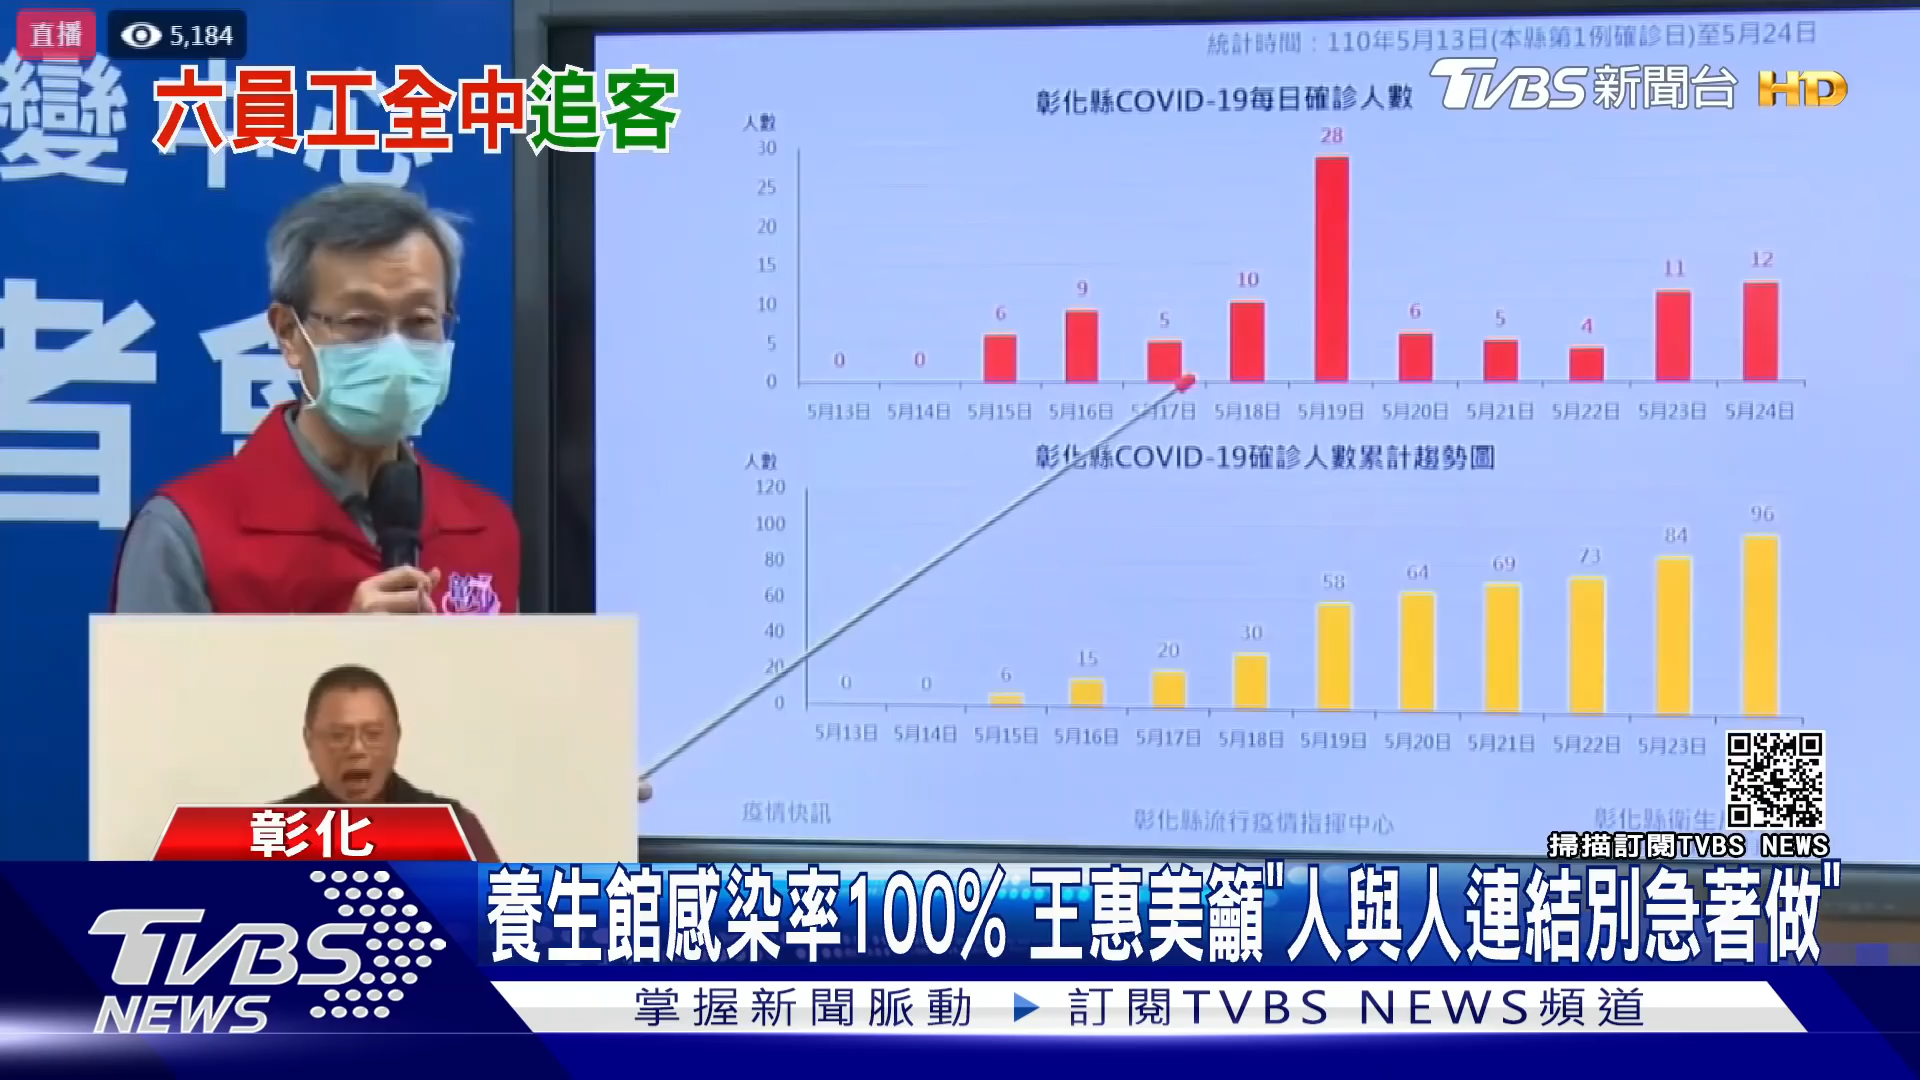 直播 5,184
變中心
者會
六員工全中追客
統計時間：110年5月13日(本縣第1例確診日)至5月24日
TVBS新聞台 HD
彰化縣COVID-19每日確診人數
人數
30
25
20
15
10
5
0
0 0 6 9 5 10 28 6 5 4 11 12
5月13日 5月14日 5月15日 5月16日 5月17日 5月18日 5月19日 5月20日 5月21日 5月22日 5月23日 5月24日
彰化縣COVID-19確診人數累計趨勢圖
人數
120
100
80
60
40
20
0
0 0 6 15 20 30 58 64 69 73 84 96
5月13日 5月14日 5月15日 5月16日 5月17日 5月18日 5月19日 5月20日 5月21日 5月22日 5月23日
疫情快訊 彰化縣流行疫情指揮中心 彰化縣衛生
彰化
掃描訂閱TVBS NEWS
養生館感染率100% 王惠美籲"人與人連結別急著做"
TVBS NEWS
掌握新聞脈動 ▶ 訂閱TVBS NEWS頻道